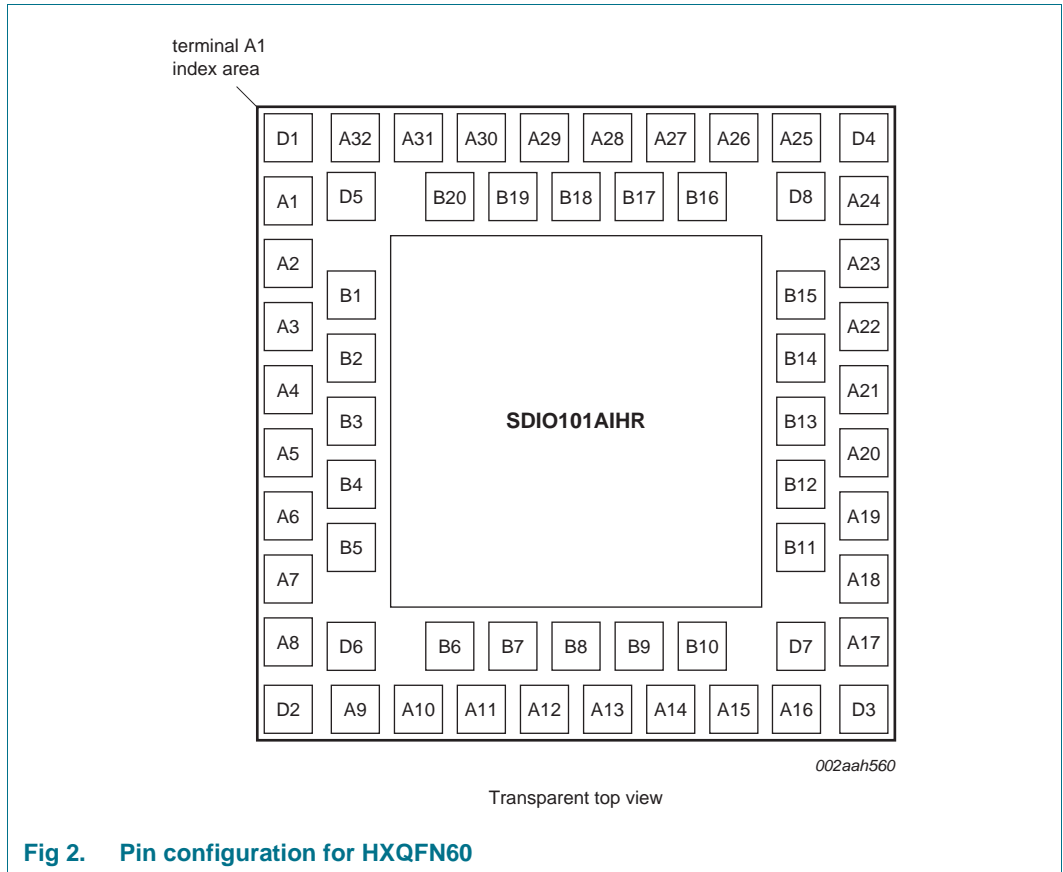 terminal A1
index area
D1 A32 A31 A30 A29 A28 A27 A26 A25 D4
A1 D5 B20 B19 B18 B17 B16 D8 A24
A2 A23
B1 B15
A3 A22
B2 B14
A4 A21
B3 SDIO101AIHR B13
A5 A20
B4 B12
A6 A19
B5 B11
A7 A18
A8 D6 B6 B7 B8 B9 B10 D7 A17
D2 A9 A10 A11 A12 A13 A14 A15 A16 D3
002aah560
Transparent top view
Fig 2. Pin configuration for HXQFN60